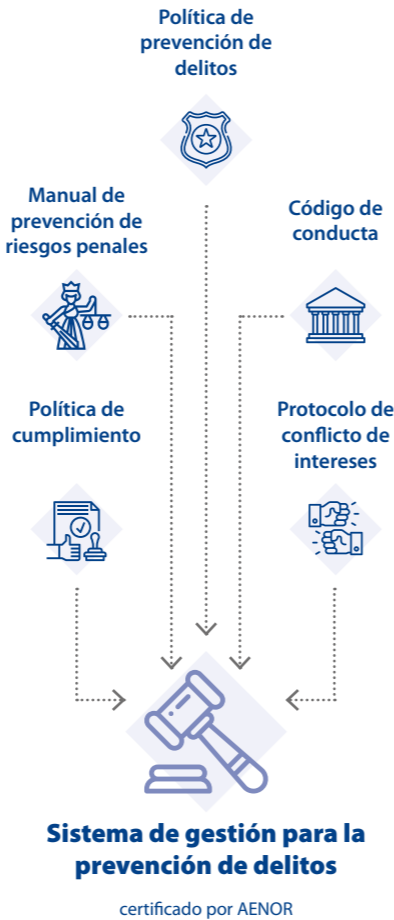 Política de
prevención de
delitos
Manual de
prevención de
riesgos penales
Código de
conducta
Política de
cumplimiento
Protocolo de
conflicto de
intereses
Sistema de gestión para la
prevención de delitos
certificado por AENOR